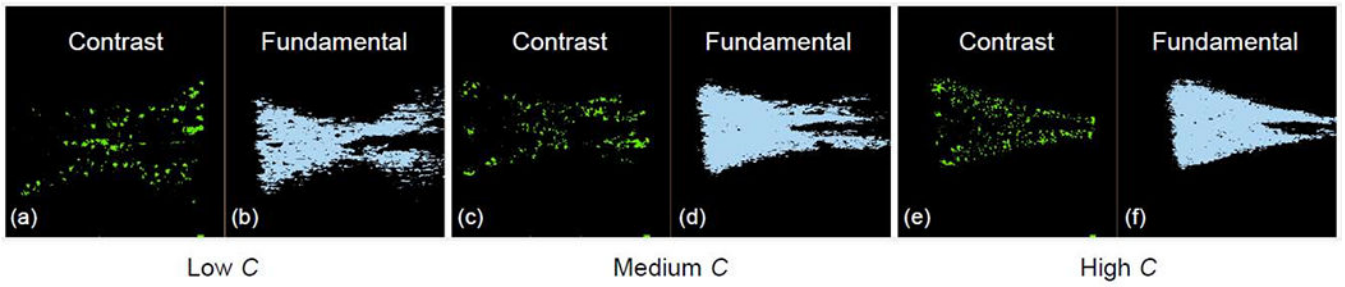 Contrast
Fundamental
Contrast
Fundamental
Contrast
Fundamental
(a)
(b)
(c)
(d)
(e)
(f)
Low C
Medium C
High C